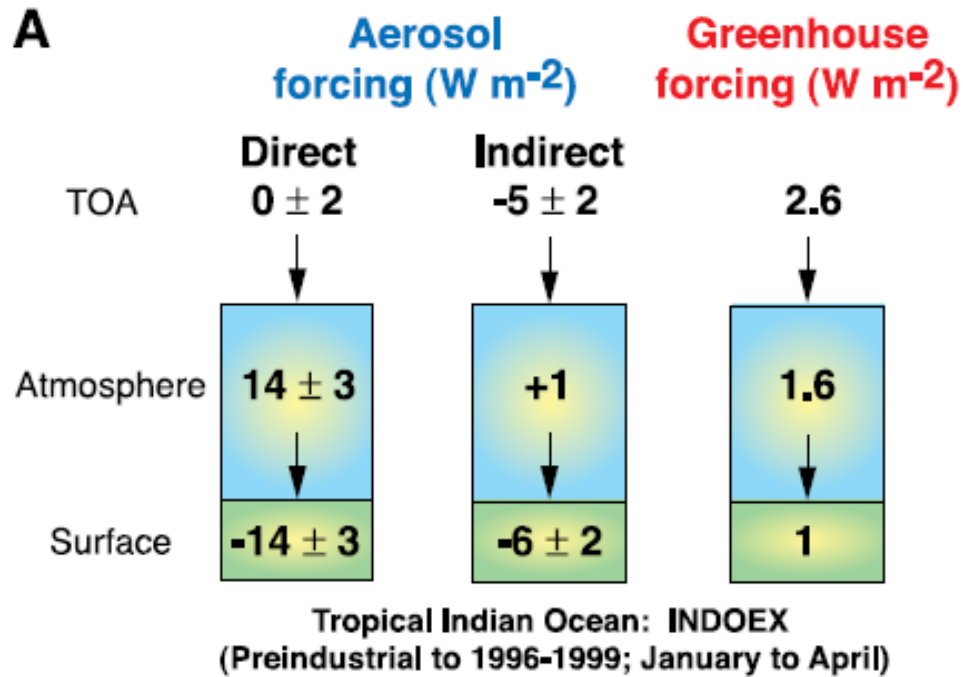 A
Aerosol
forcing (W m-2)
Greenhouse
forcing (W m-2)
Direct
Indirect
TOA
0 ± 2
-5 ± 2
2.6
Atmosphere
14 ± 3
+1
1.6
Surface
-14 ± 3
-6 ± 2
1
Tropical Indian Ocean: INDOEX
(Preindustrial to 1996-1999; January to April)